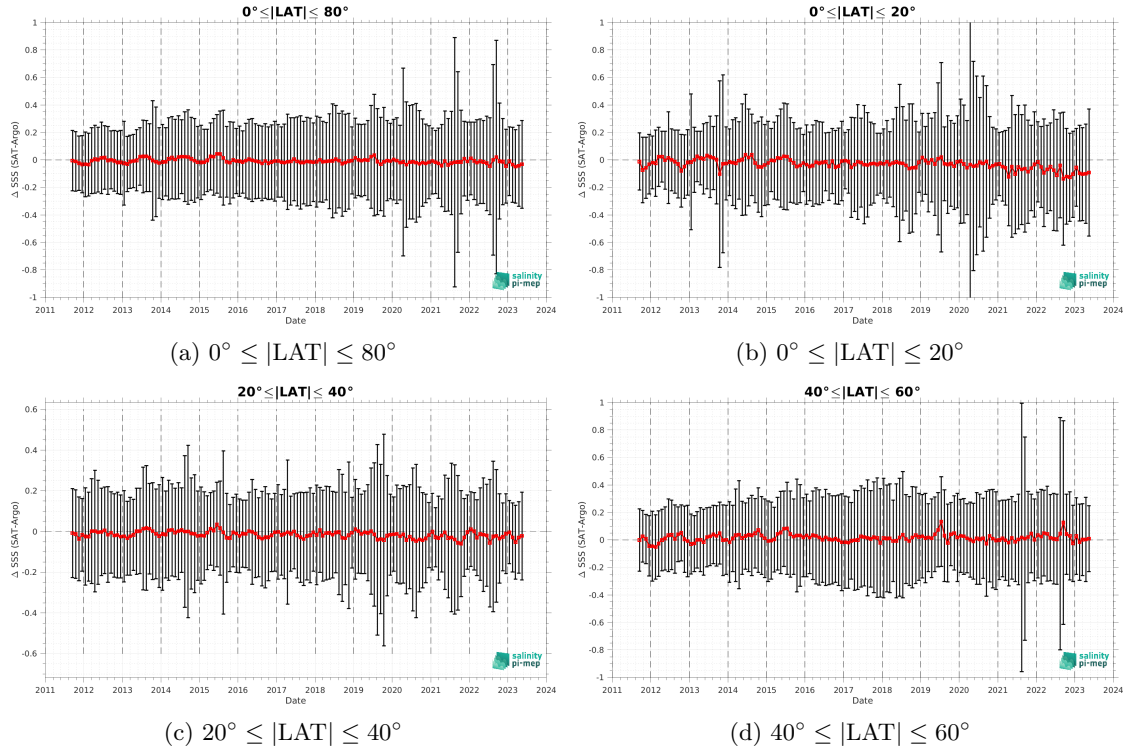 0°≤|LAT|≤ 80°
Δ SSS (SAT-Argo)
1
0.8
0.6
0.4
0.2
0
-0.2
-0.4
-0.6
-0.8
-1
salinity
pi-mep
2011 2012 2013 2014 2015 2016 2017 2018 2019 2020 2021 2022 2023 2024
Date
(a) 0° ≤ |LAT| ≤ 80°
0°≤|LAT|≤ 20°
Δ SSS (SAT-Argo)
1
0.8
0.6
0.4
0.2
0
-0.2
-0.4
-0.6
-0.8
-1
salinity
pi-mep
2011 2012 2013 2014 2015 2016 2017 2018 2019 2020 2021 2022 2023 2024
Date
(b) 0° ≤ |LAT| ≤ 20°
20°≤|LAT|≤ 40°
Δ SSS (SAT-Argo)
0.6
0.4
0.2
0
-0.2
-0.4
-0.6
salinity
pi-mep
2011 2012 2013 2014 2015 2016 2017 2018 2019 2020 2021 2022 2023 2024
Date
(c) 20° ≤ |LAT| ≤ 40°
40°≤|LAT|≤ 60°
Δ SSS (SAT-Argo)
1
0.8
0.6
0.4
0.2
0
-0.2
-0.4
-0.6
-0.8
-1
salinity
pi-mep
2011 2012 2013 2014 2015 2016 2017 2018 2019 2020 2021 2022 2023 2024
Date
(d) 40° ≤ |LAT| ≤ 60°